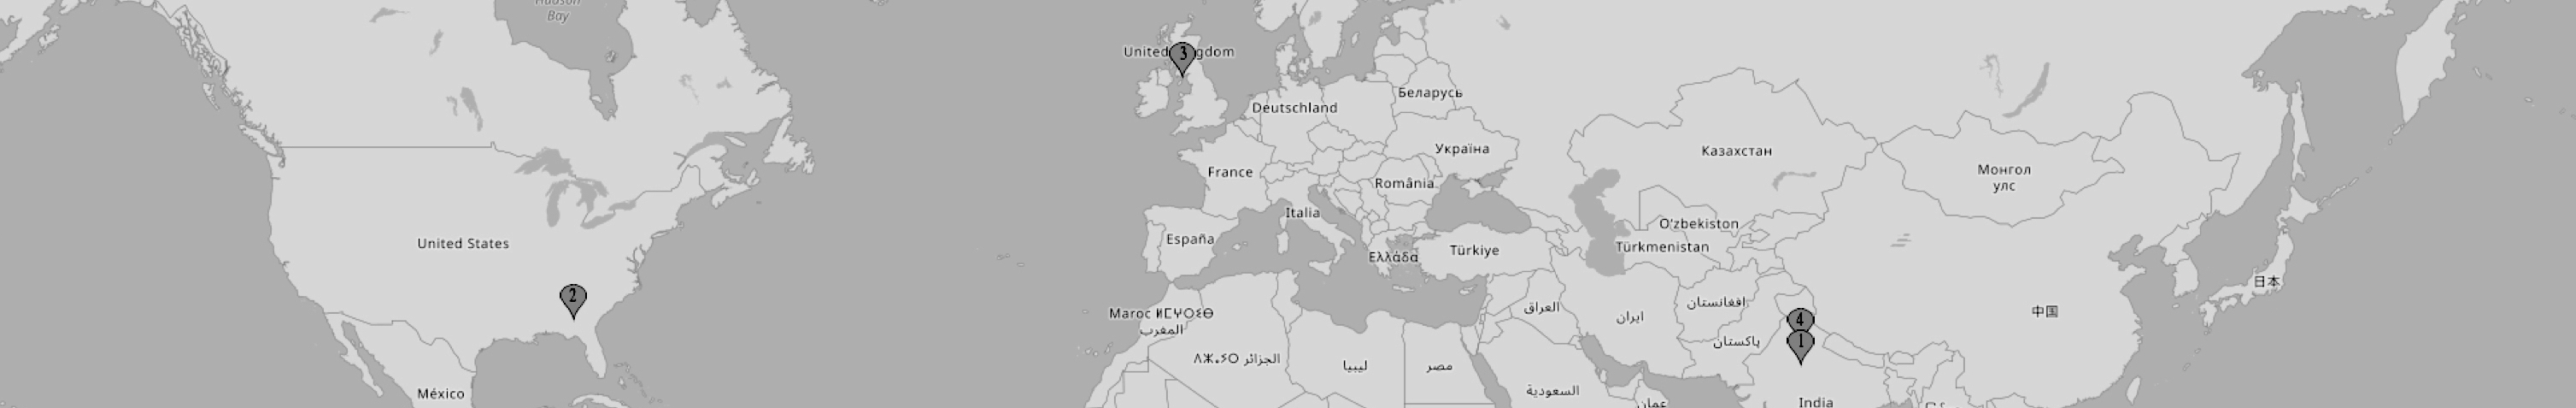 Hudson
Bay
United Kingdom
3
Беларусь
Deutschland
Україна
Казахстан
France
Монгол
улс
România
Italia
O'zbekiston
España
United States
Türkmenistan
Türkiye
Ελλάδα
日本
2
افغانستان
العراق
Maroc ⵍⵎⵖⵔⵉⴱ
المغرب
ایران
中国
4
پاکستان
1
الجزائر
ليبيا
مصر
السعودية
México
India
عمان